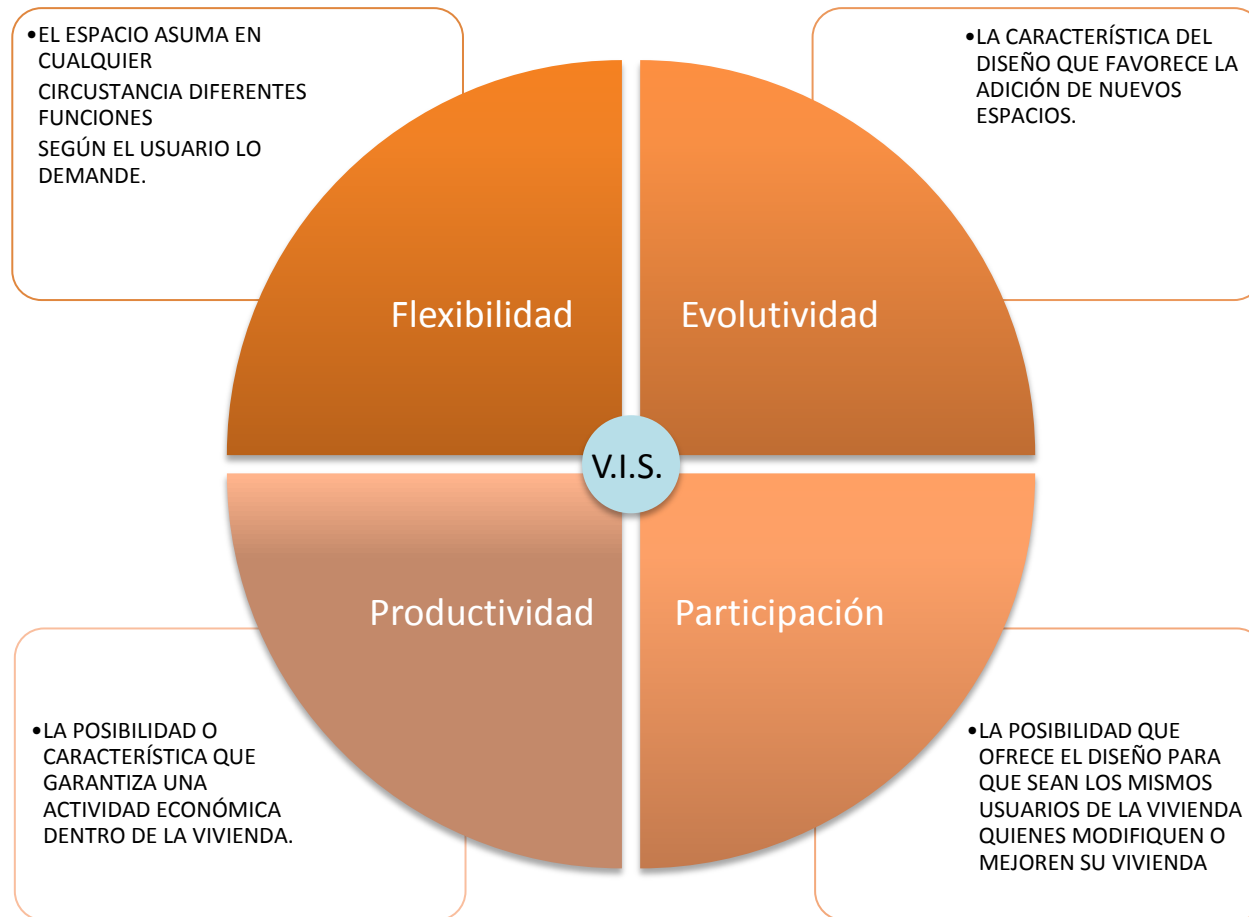 •EL ESPACIO ASUMA EN
CUALQUIER
CIRCUSTANCIA DIFERENTES
FUNCIONES
SEGÚN EL USUARIO LO
DEMANDE.
•LA CARACTERÍSTICA DEL
DISEÑO QUE FAVORECE LA
ADICIÓN DE NUEVOS
ESPACIOS.
Flexibilidad
Evolutividad
V.I.S.
Productividad
Participación
•LA POSIBILIDAD O
CARACTERÍSTICA QUE
GARANTIZA UNA
ACTIVIDAD ECONÓMICA
DENTRO DE LA VIVIENDA.
•LA POSIBILIDAD QUE
OFRECE EL DISEÑO PARA
QUE SEAN LOS MISMOS
USUARIOS DE LA VIVIENDA
QUIENES MODIFIQUEN O
MEJOREN SU VIVIENDA